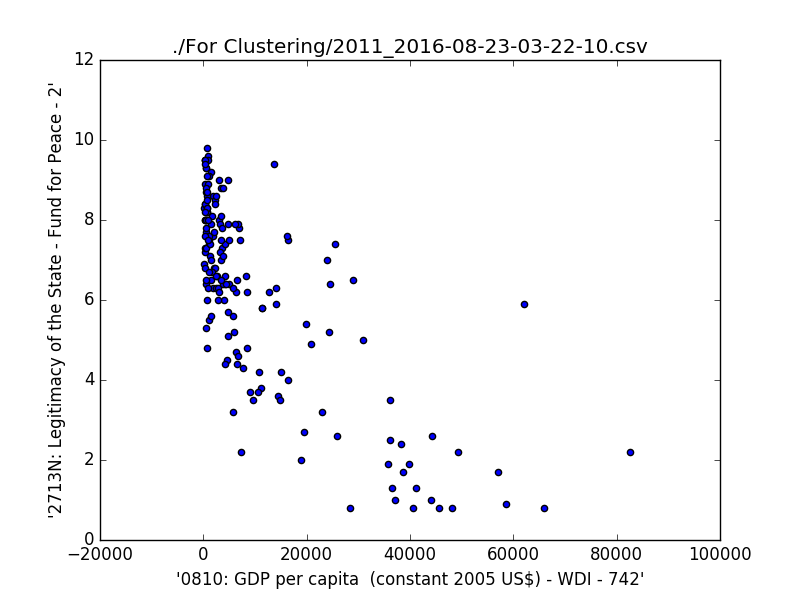 ./For Clustering/2011_2016-08-23-03-22-10.csv
12
10
8
6
4
2
0
'2713N: Legitimacy of the State - Fund for Peace - 2'
−20000 0 20000 40000 60000 80000 100000
'0810: GDP per capita  (constant 2005 US$) - WDI - 742'